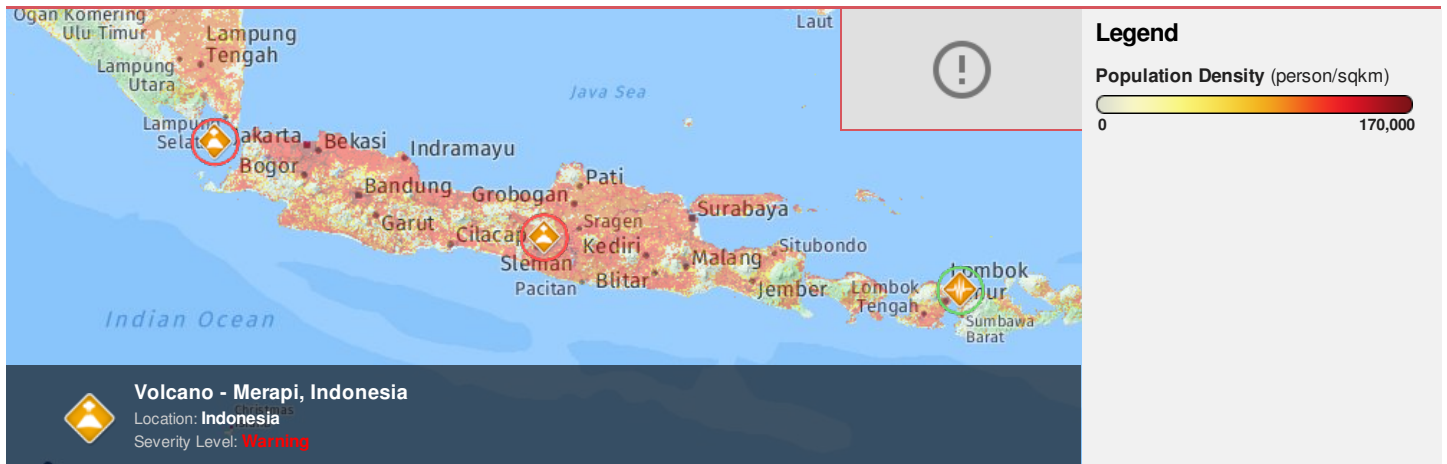 Ogan Komering
Ulu Timur
Lampung
Tengah
Lampung
Utara
Laut
Java Sea
Lampung
Selat
Jakarta
Bekasi
Indramayu
Bogor
Bandung
Grobogan
Pati
Garut
Cilacap
Sragen
Surabaya
Kediri
Situbondo
Sleman
Malang
Pacitan
Blitar
Jember
Lombok
Tengah
Lombok
Sumbawa
Barat
Indian Ocean
Volcano - Merapi, Indonesia
Location: Indonesia
Severity Level: Warning
Christmas
Legend
Population Density (person/sqkm)
0 170,000